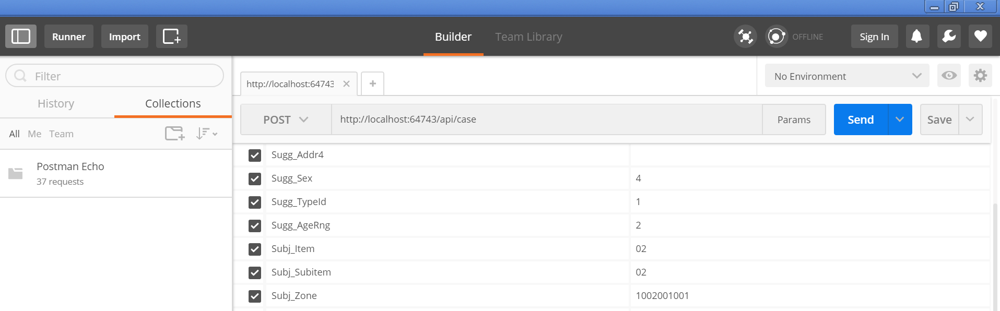 Runner Import Builder Team Library OFFLINE Sign In
Filter
http://localhost:64743
No Environment
History Collections
POST http://localhost:64743/api/case Params Send Save
All Me Team
Postman Echo
37 requests
Sugg_Addr4
Sugg_Sex 4
Sugg_TypeId 1
Sugg_AgeRng 2
Subj_Item 02
Subj_Subitem 02
Subj_Zone 1002001001